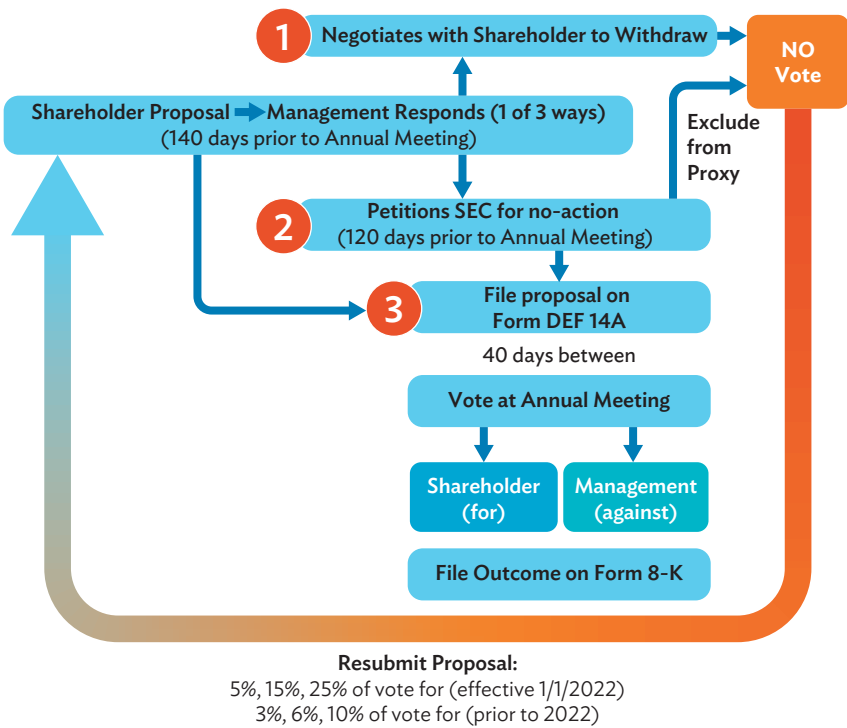 1
Negotiates with Shareholder to Withdraw
NO
Vote
Shareholder Proposal Management Responds (1 of 3 ways)
(140 days prior to Annual Meeting)
Exclude
from
Proxy
2
Petitions SEC for no-action
(120 days prior to Annual Meeting)
3
File proposal on
Form DEF 14A
40 days between
Vote at Annual Meeting
Shareholder
(for)
Management
(against)
File Outcome on Form 8-K
Resubmit Proposal:
5%, 15%, 25% of vote for (effective 1/1/2022)
3%, 6%, 10% of vote for (prior to 2022)